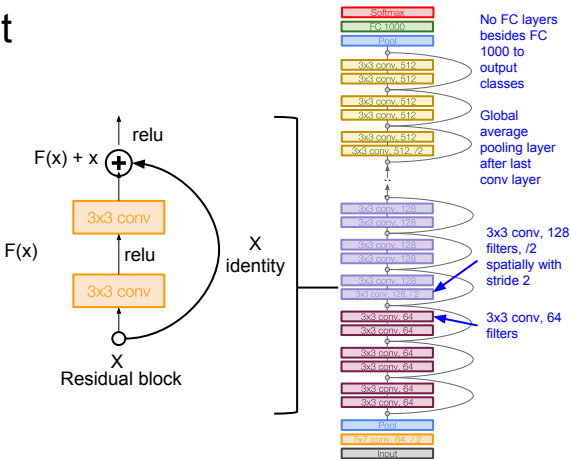 t
relu
F(x) + x
+
3x3 conv
F(x)
relu
3x3 conv
X
Residual block
X
identity
Softmax
FC 1000
Pool
3x3 conv, 512
3x3 conv, 512
3x3 conv, 512
3x3 conv, 512
3x3 conv, 512
3x3 conv, 512, /2
..
3x3 conv, 128
3x3 conv, 128
3x3 conv, 128
3x3 conv, 128
3x3 conv, 128
3x3 conv, 128, / 2
3x3 conv, 64
3x3 conv, 64
3x3 conv, 64
3x3 conv, 64
3x3 conv, 64
3x3 conv, 64
Pool
7x7 conv, 64, / 2
Input
No FC layers
besides FC
1000 to
output
classes
Global
average
pooling layer
after last
conv layer
3x3 conv, 128
filters, /2
spatially with
stride 2
3x3 conv, 64
filters